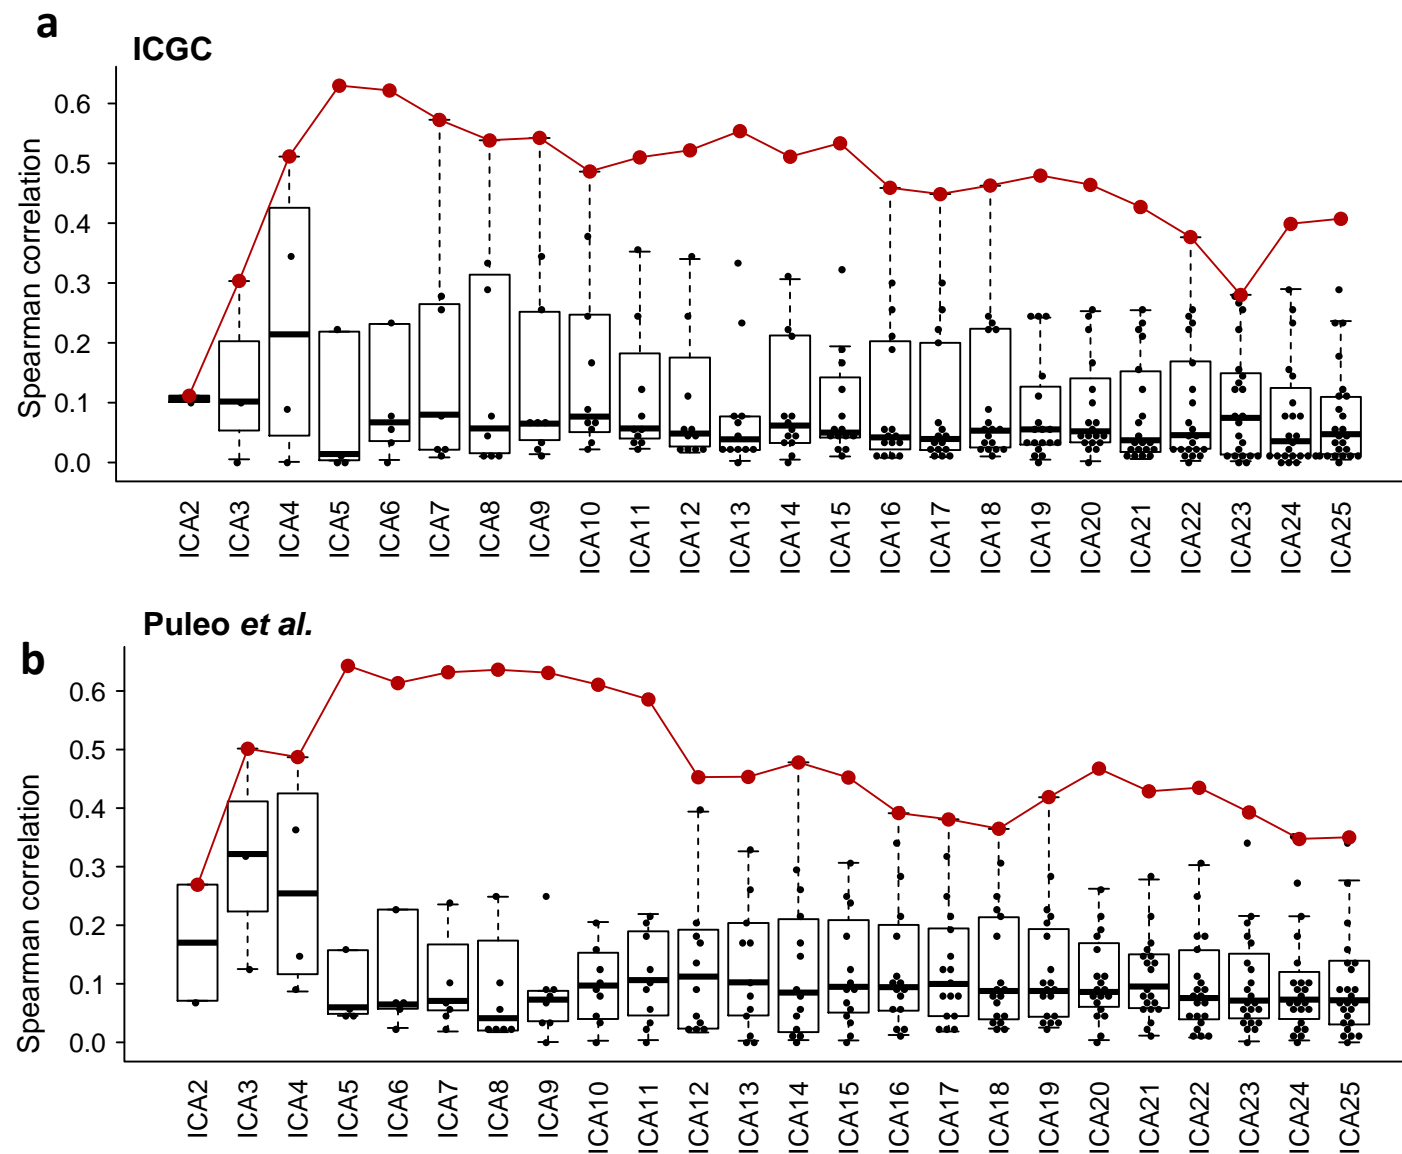 a
ICGC
Spearman correlation
0.6
0.5
0.4
0.3
0.2
0.1
0.0
ICA2 ICA3 ICA4 ICA5 ICA6 ICA7 ICA8 ICA9 ICA10 ICA11 ICA12 ICA13 ICA14 ICA15 ICA16 ICA17 ICA18 ICA19 ICA20 ICA21 ICA22 ICA23 ICA24 ICA25
Puleo et al.
b
Spearman correlation
0.6
0.5
0.4
0.3
0.2
0.1
0.0
ICA2 ICA3 ICA4 ICA5 ICA6 ICA7 ICA8 ICA9 ICA10 ICA11 ICA12 ICA13 ICA14 ICA15 ICA16 ICA17 ICA18 ICA19 ICA20 ICA21 ICA22 ICA23 ICA24 ICA25